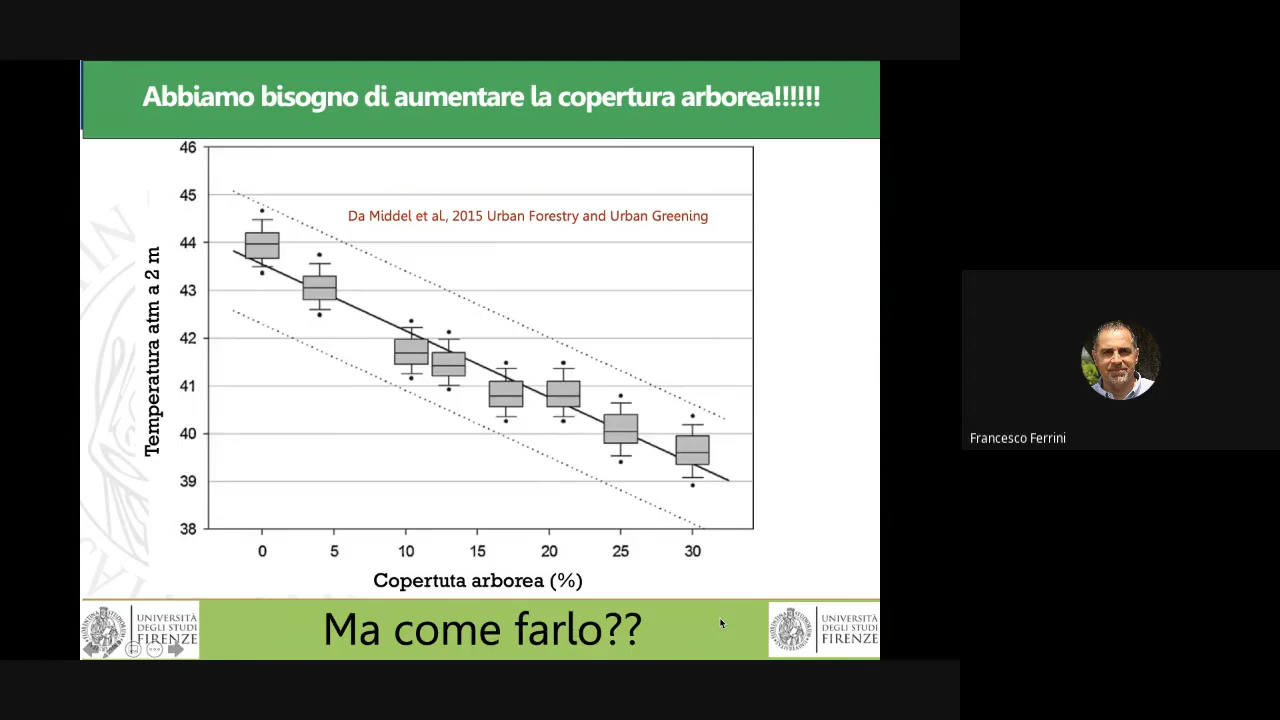 Abbiamo bisogno di aumentare la copertura arborea!!!!!!
46
45
44
43
42
41
40
39
38
Temperatura atm a 2 m
Da Middel et al., 2015 Urban Forestry and Urban Greening
0 5 10 15 20 25 30
Copertuta arborea (%)
UNIVERSITÀ
DEGLI STUDI
FIRENZE
Ma come farlo??
UNIVERSITÀ
DEGLI STUDI
FIRENZE
Francesco Ferrini